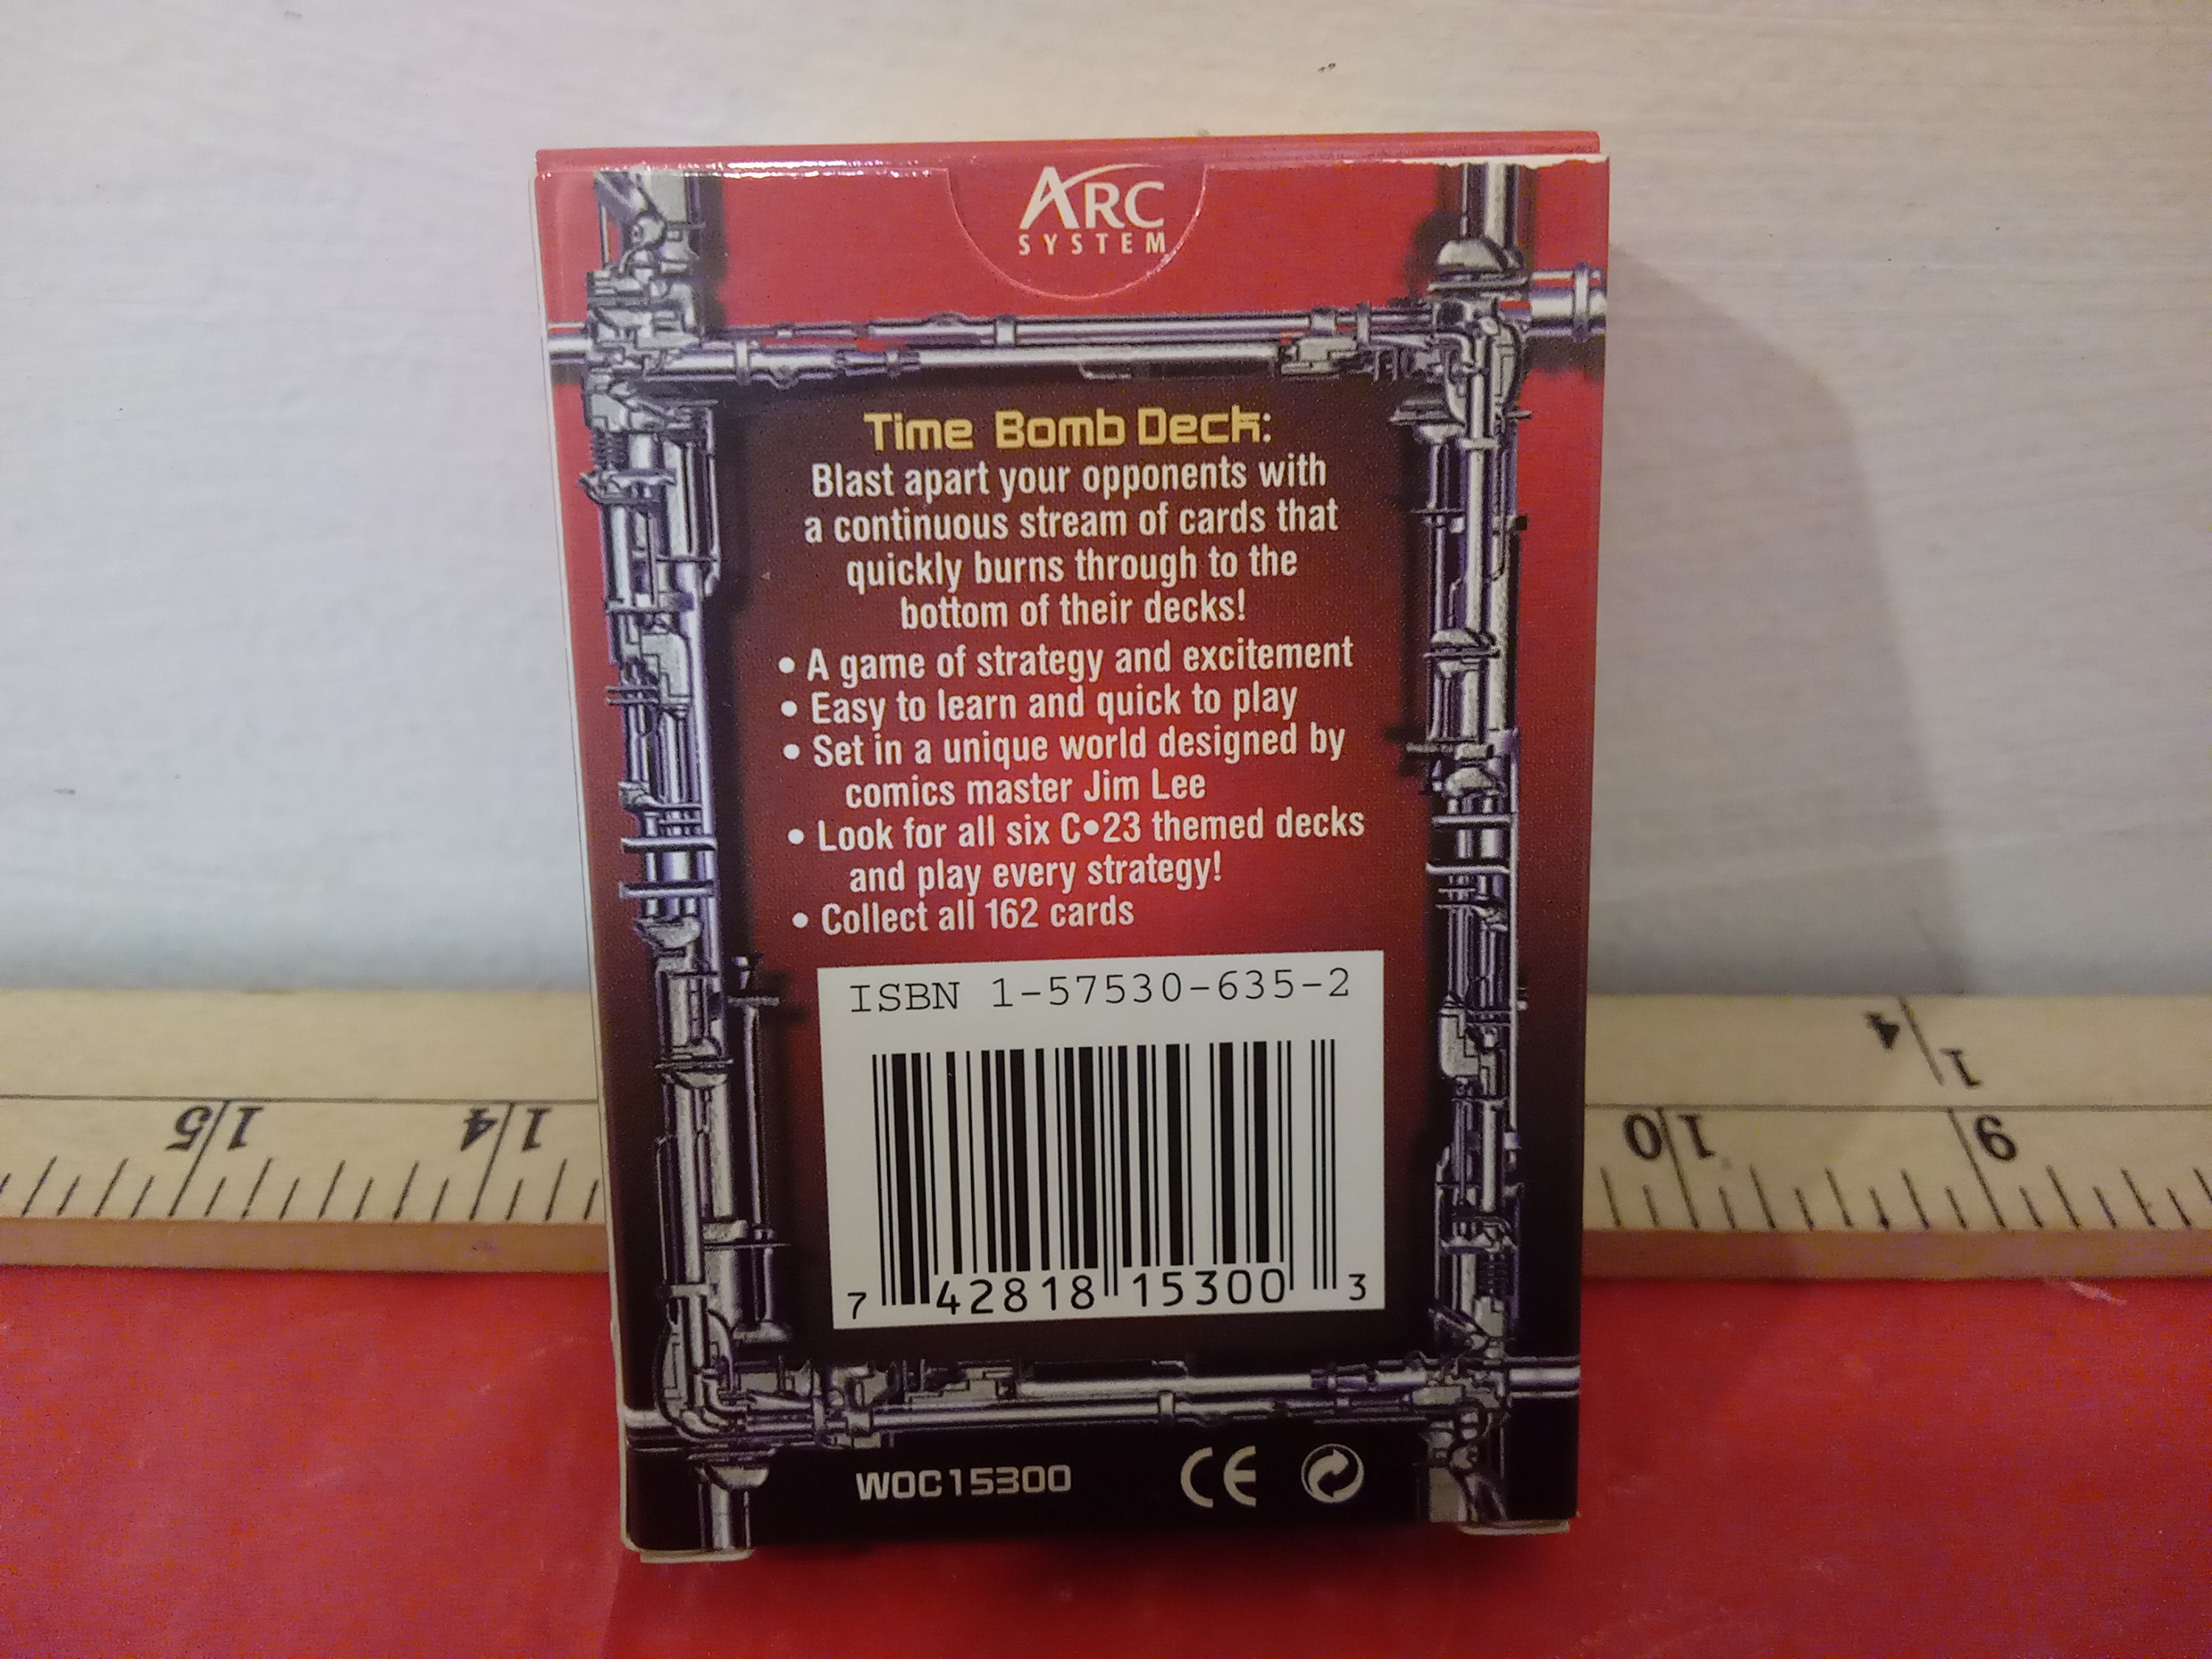 ARC
SYSTEM
Time Bomb Deck:
Blast apart your opponents with
a continuous stream of cards that
quickly burns through to the
bottom of their decks!
• A game of strategy and excitement
• Easy to learn and quick to play
• Set in a unique world designed by
comics master Jim Lee
• Look for all six C•23 themed decks
and play every strategy!
• Collect all 162 cards
ISBN 1-57530-635-2
7 42818 15300 3
WOC15300 CE
15 14 10 9
4 1